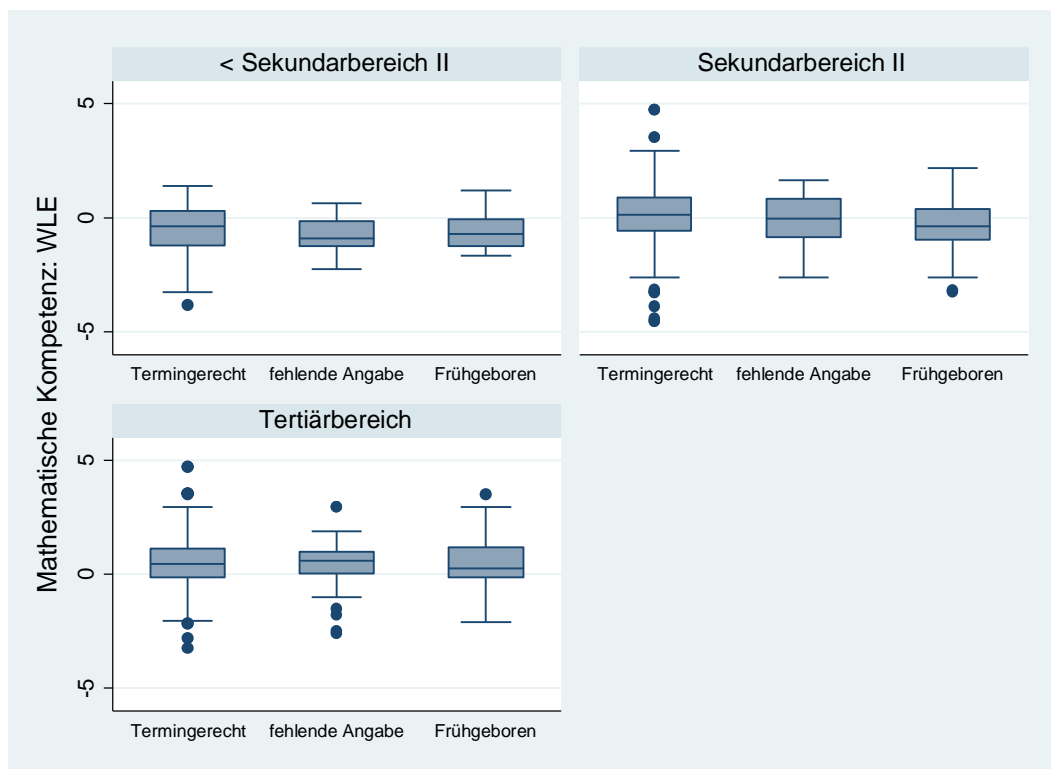 < Sekundarbereich II
Sekundarbereich II
5
0
-5
Termingerecht fehlende Angabe Frühgeboren
Termingerecht fehlende Angabe Frühgeboren
Tertiärbereich
5
0
-5
Termingerecht fehlende Angabe Frühgeboren
Mathematische Kompetenz: WLE